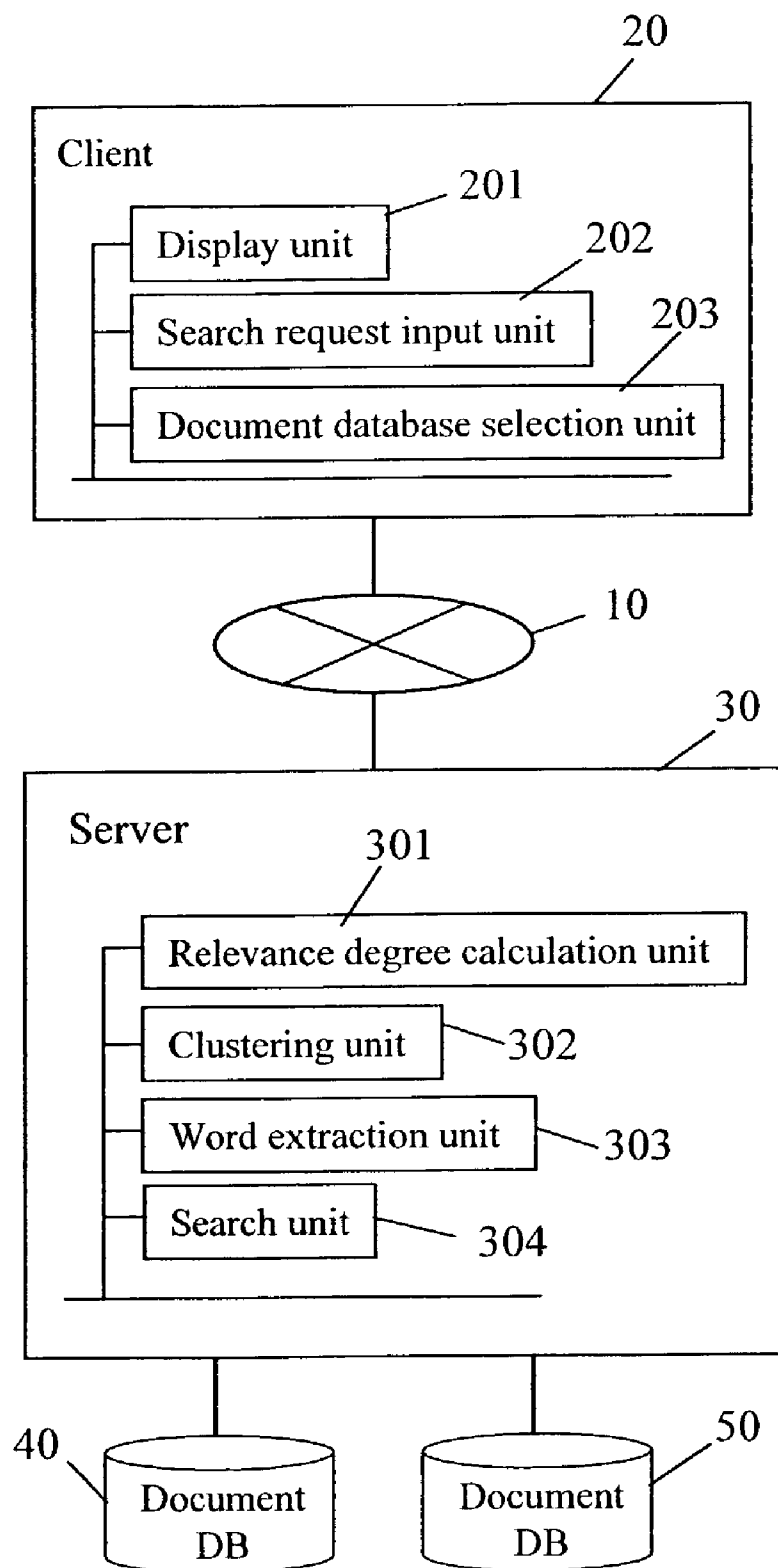 20
Client
201
Display unit
202
Search request input unit
203
Document database selection unit
10
30
Server
301
Relevance degree calculation unit
Clustering unit
302
Word extraction unit
303
Search unit
304
40
Document
DB
50
Document
DB